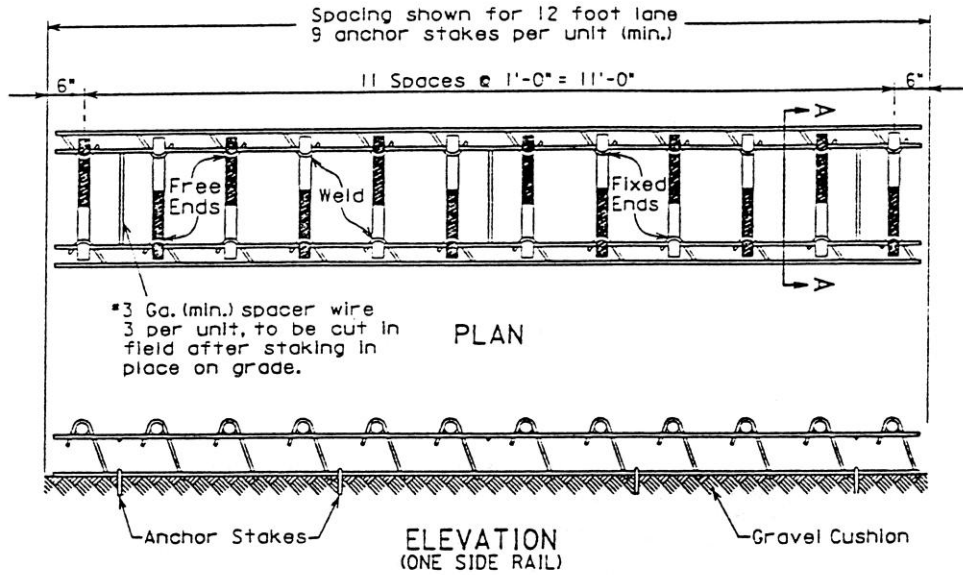 Spacing shown for 12 foot lane
9 anchor stakes per unit (min.)
11 Spaces @ 1'-0" = 11'-0"
6"
6"
A
Free
Ends
Weld
Fixed
Ends
A
*3 Ga. (min.) spacer wire
3 per unit, to be cut in
field after staking in
place on grade.
PLAN
Anchor Stakes
ELEVATION
(ONE SIDE RAIL)
Gravel Cushion